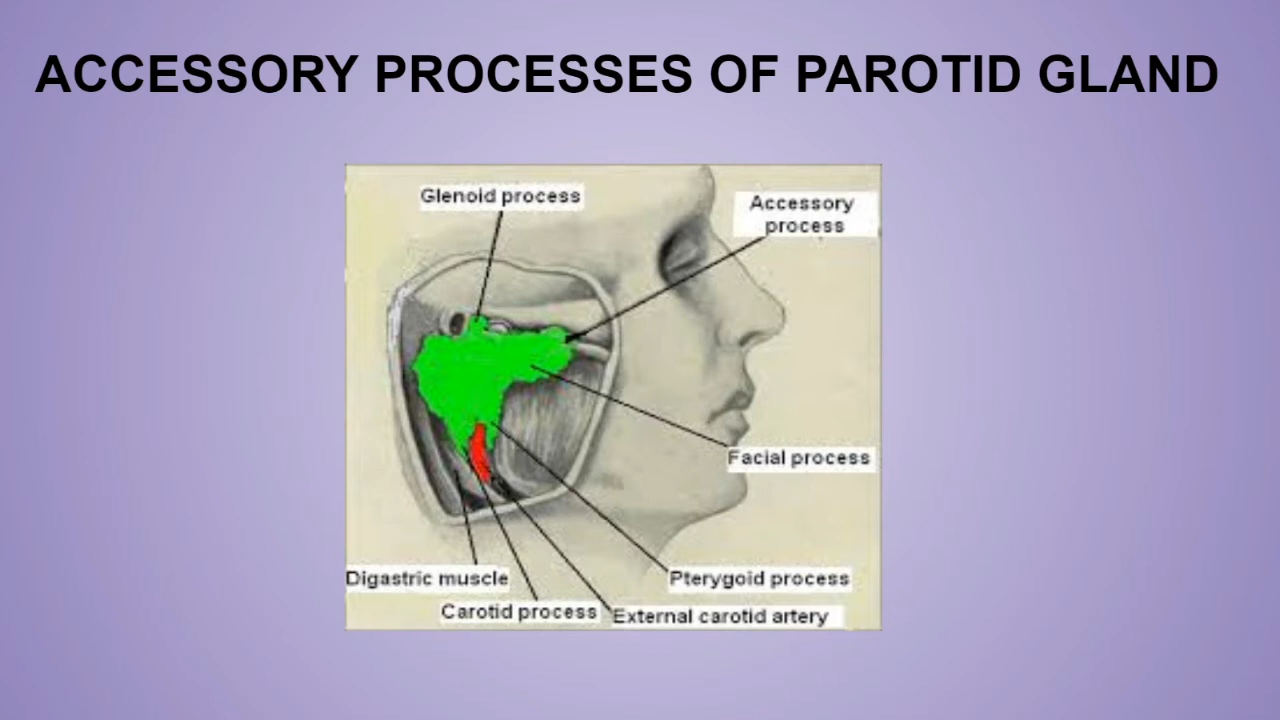 ACCESSORY PROCESSES OF PAROTID GLAND
Glenoid process
Accessory
process
Facial process
Digastric muscle
Pterygoid process
Carotid process
External carotid artery